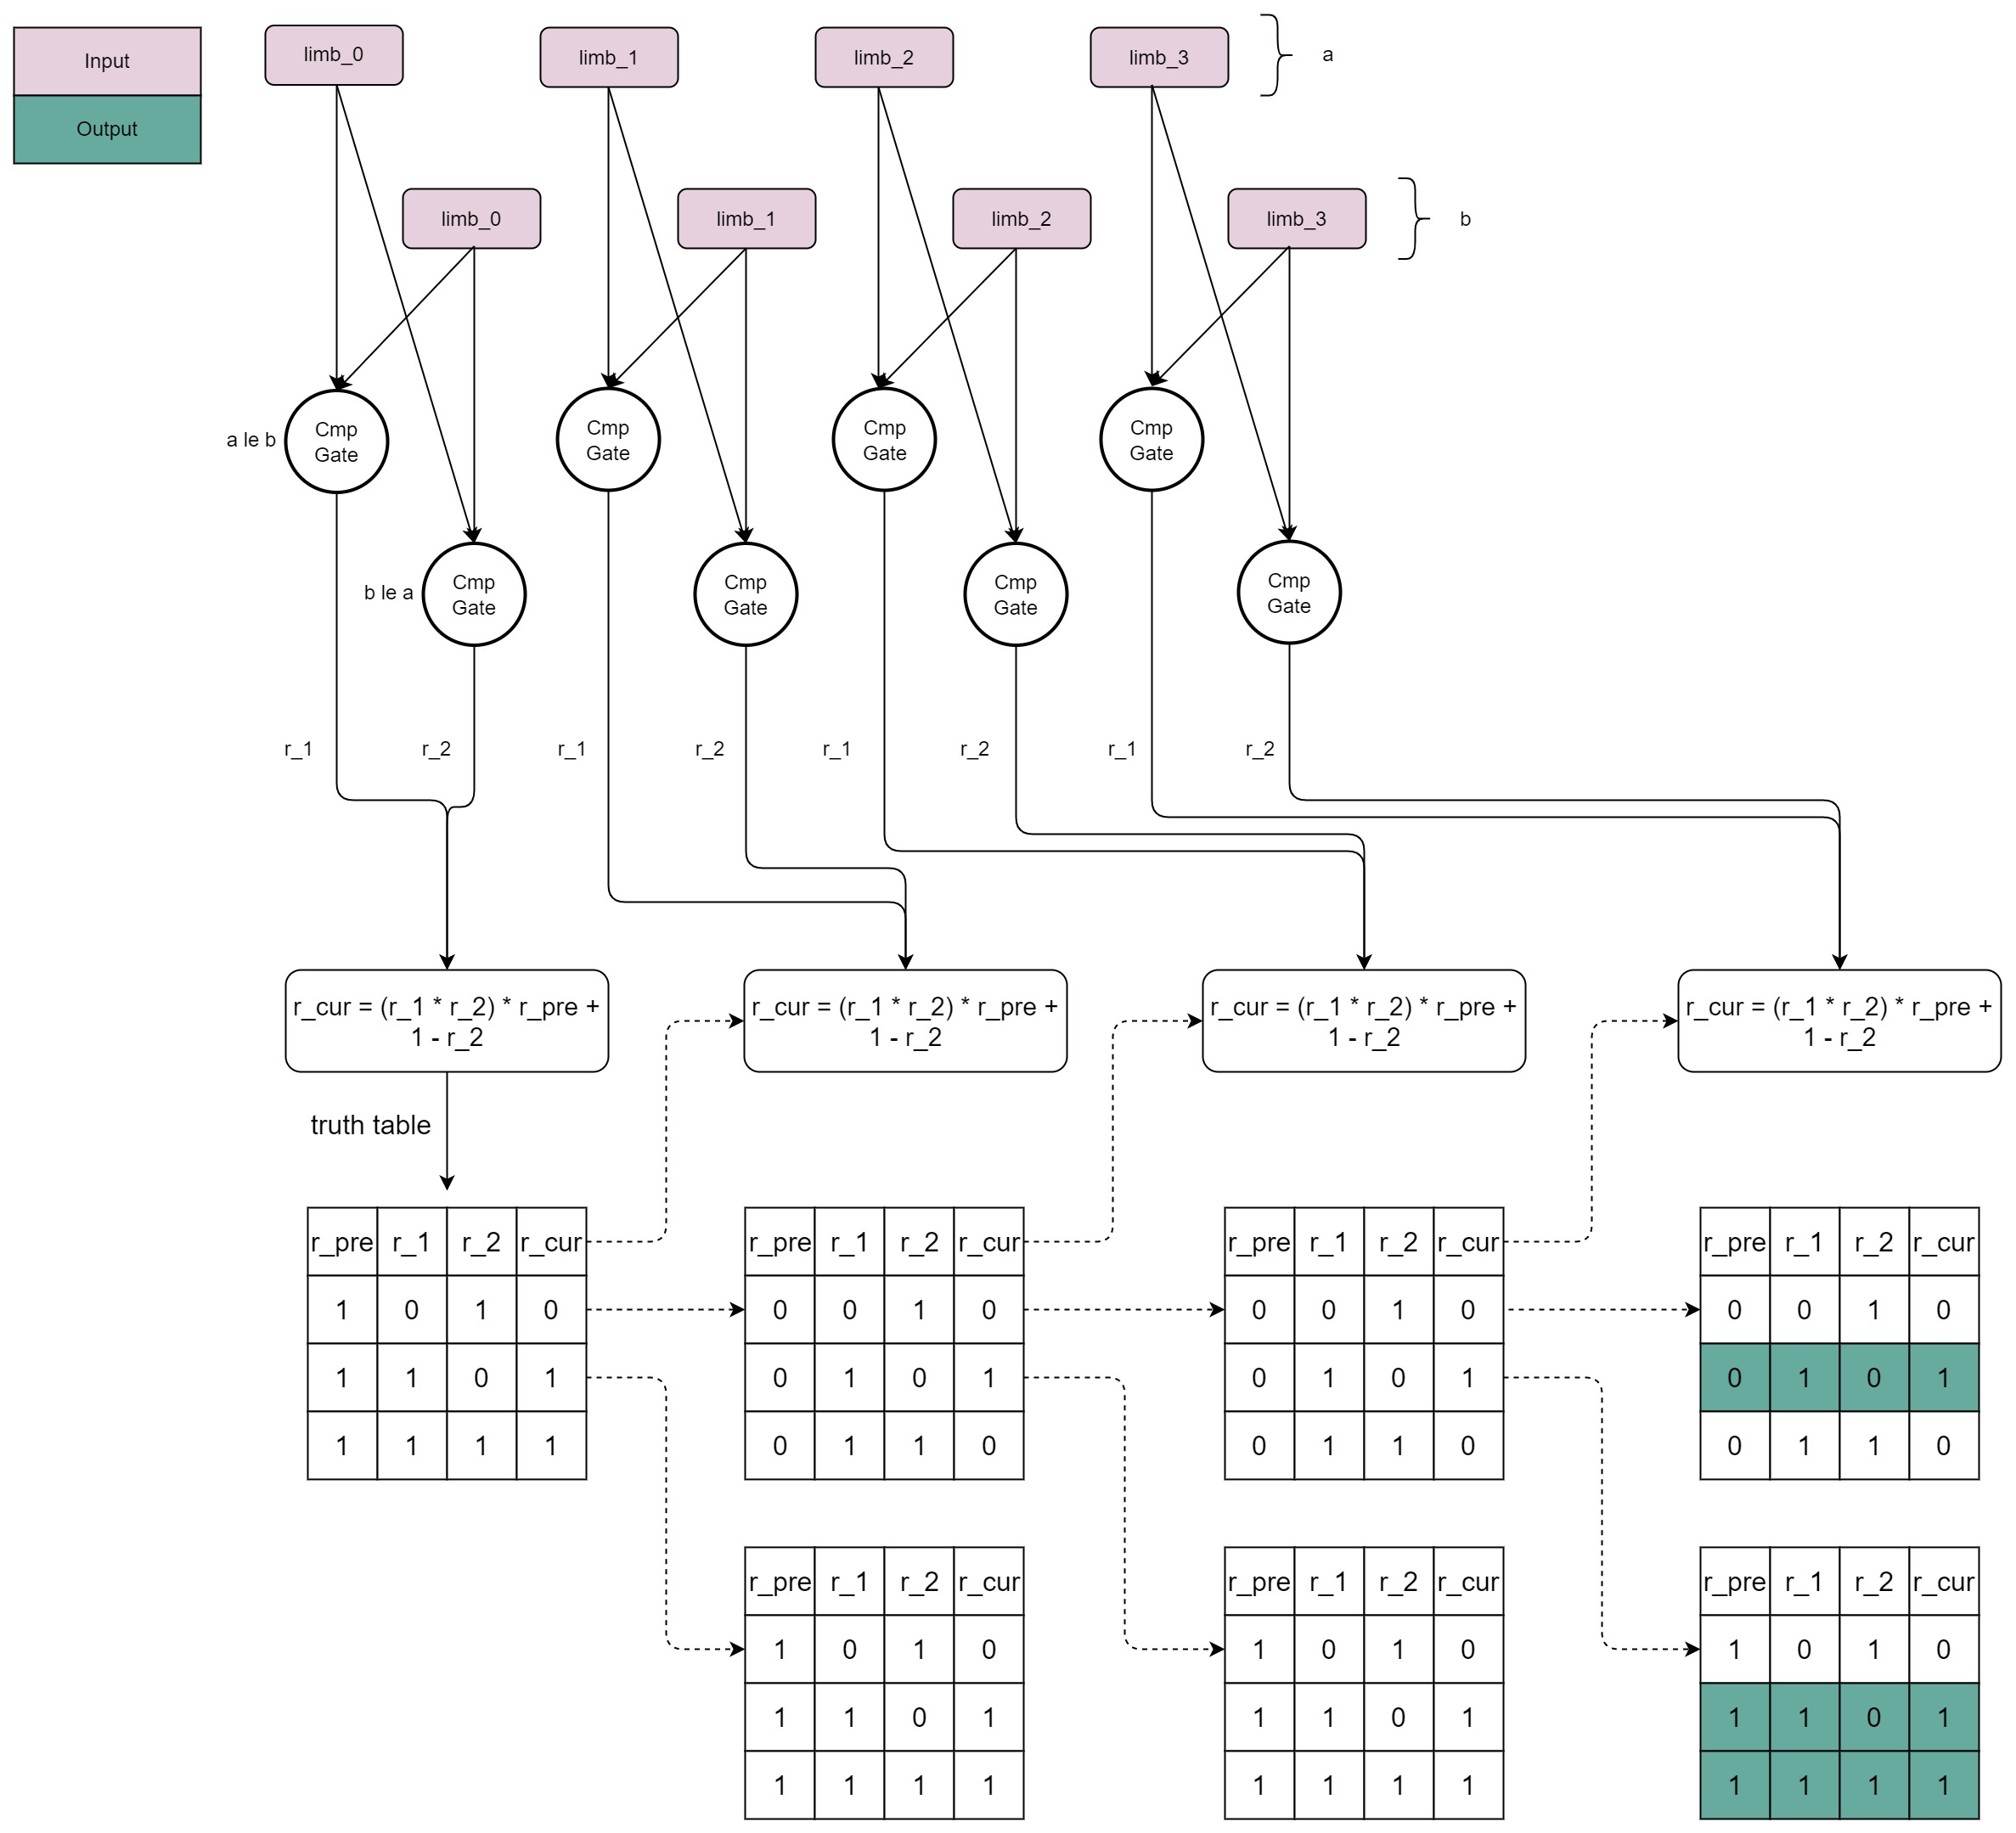 Input
Output
limb_0
limb_1
limb_2
limb_3
a
limb_0
limb_1
limb_2
limb_3
b
a le b
Cmp
Gate
Cmp
Gate
Cmp
Gate
Cmp
Gate
b le a
Cmp
Gate
Cmp
Gate
Cmp
Gate
Cmp
Gate
r_1
r_2
r_1
r_2
r_1
r_2
r_1
r_2
r_cur = (r_1 * r_2) * r_pre +
1 - r_2
r_cur = (r_1 * r_2) * r_pre +
1 - r_2
r_cur = (r_1 * r_2) * r_pre +
1 - r_2
r_cur = (r_1 * r_2) * r_pre +
1 - r_2
truth table
r_pre r_1 r_2 r_cur
1 0 1 0
1 1 0 1
1 1 1 1
r_pre r_1 r_2 r_cur
0 0 1 0
0 1 0 1
0 1 1 0
r_pre r_1 r_2 r_cur
0 0 1 0
0 1 0 1
0 1 1 0
r_pre r_1 r_2 r_cur
0 0 1 0
0 1 0 1
0 1 1 0
r_pre r_1 r_2 r_cur
1 0 1 0
1 1 0 1
1 1 1 1
r_pre r_1 r_2 r_cur
1 0 1 0
1 1 0 1
1 1 1 1
r_pre r_1 r_2 r_cur
1 0 1 0
1 1 0 1
1 1 1 1